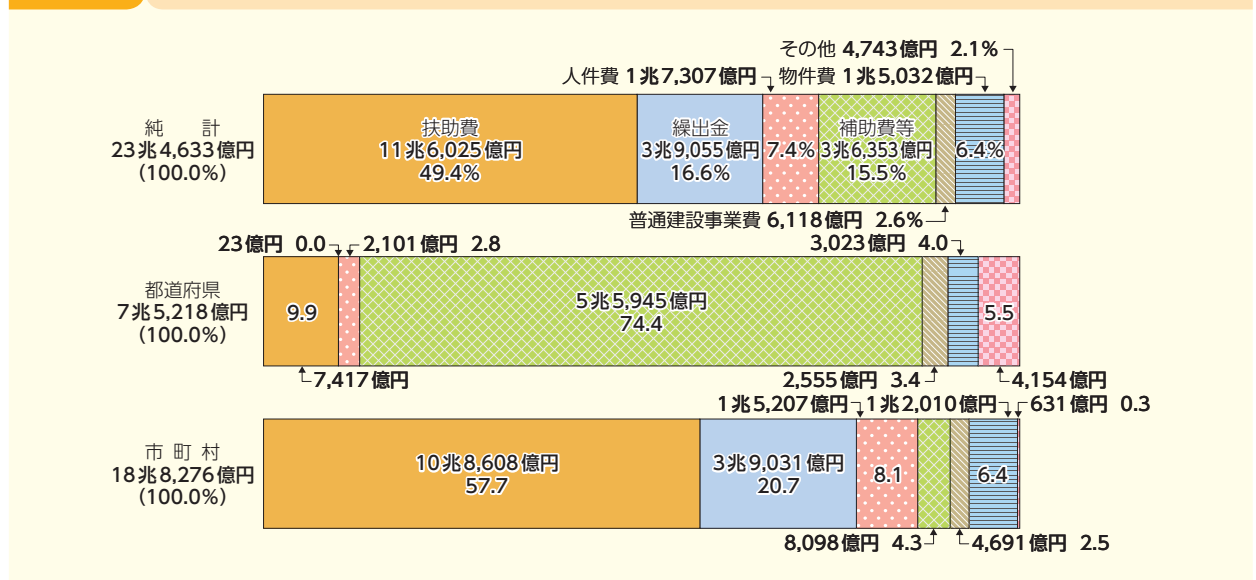 その他 4,743億円 2.1%
人件費 1兆7,307億円 物件費 1兆5,032億円
純 計
23兆4,633億円
(100.0%)
扶助費
11兆6,025億円
49.4%
繰出金
3兆9,055億円
16.6%
7.4%
補助費等
3兆6,353億円
15.5%
6.4%
普通建設事業費 6,118億円 2.6%
23億円 0.0
2,101億円 2.8
3,023億円 4.0
都道府県
7兆5,218億円
(100.0%)
9.9
5兆5,945億円
74.4
5.5
7,417億円
2,555億円 3.4
4,154億円
1兆5,207億円
1兆2,010億円
631億円 0.3
市 町 村
18兆8,276億円
(100.0%)
10兆8,608億円
57.7
3兆9,031億円
20.7
8.1
6.4
8,098億円 4.3
4,691億円 2.5